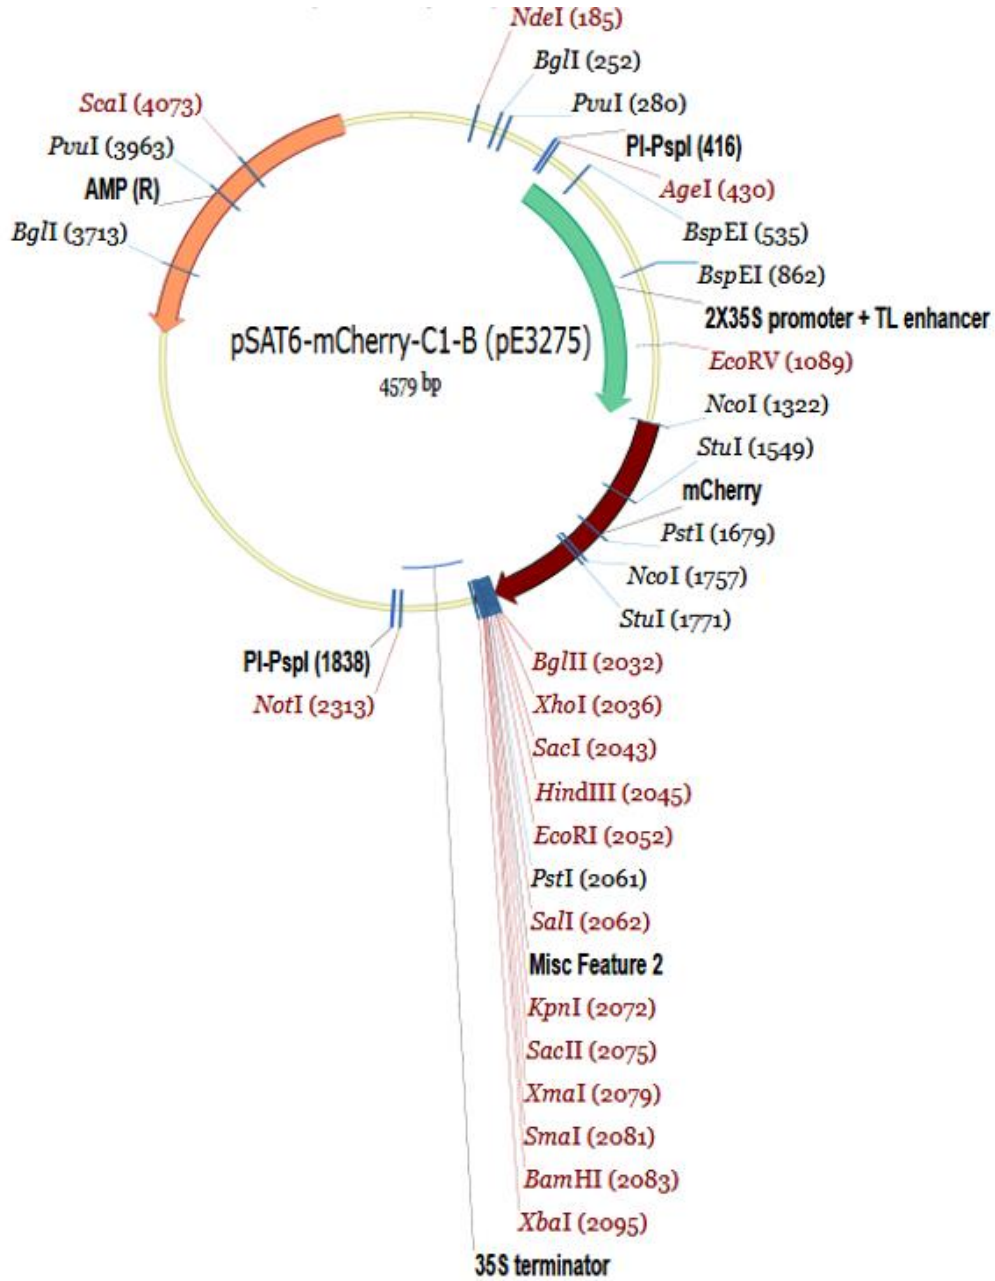 NdeI (185)
BglI (252)
PvuI (280)
PI-PspI (416)
AgeI (430)
BspEI (535)
BspEI (862)
2X35S promoter + TL enhancer
EcoRV (1089)
NcoI (1322)
StuI (1549)
mCherry
PstI (1679)
NcoI (1757)
StuI (1771)
ScaI (4073)
PvuI (3963)
AMP (R)
BglI (3713)
pSAT6-mCherry-C1-B (pE3275)
4579 bp
PI-PspI (1838)
NotI (2313)
BglII (2032)
XhoI (2036)
SacI (2043)
HindIII (2045)
EcoRI (2052)
PstI (2061)
SalI (2062)
Misc Feature 2
KpnI (2072)
SacII (2075)
XmaI (2079)
SmaI (2081)
BamHI (2083)
XbaI (2095)
35S terminator